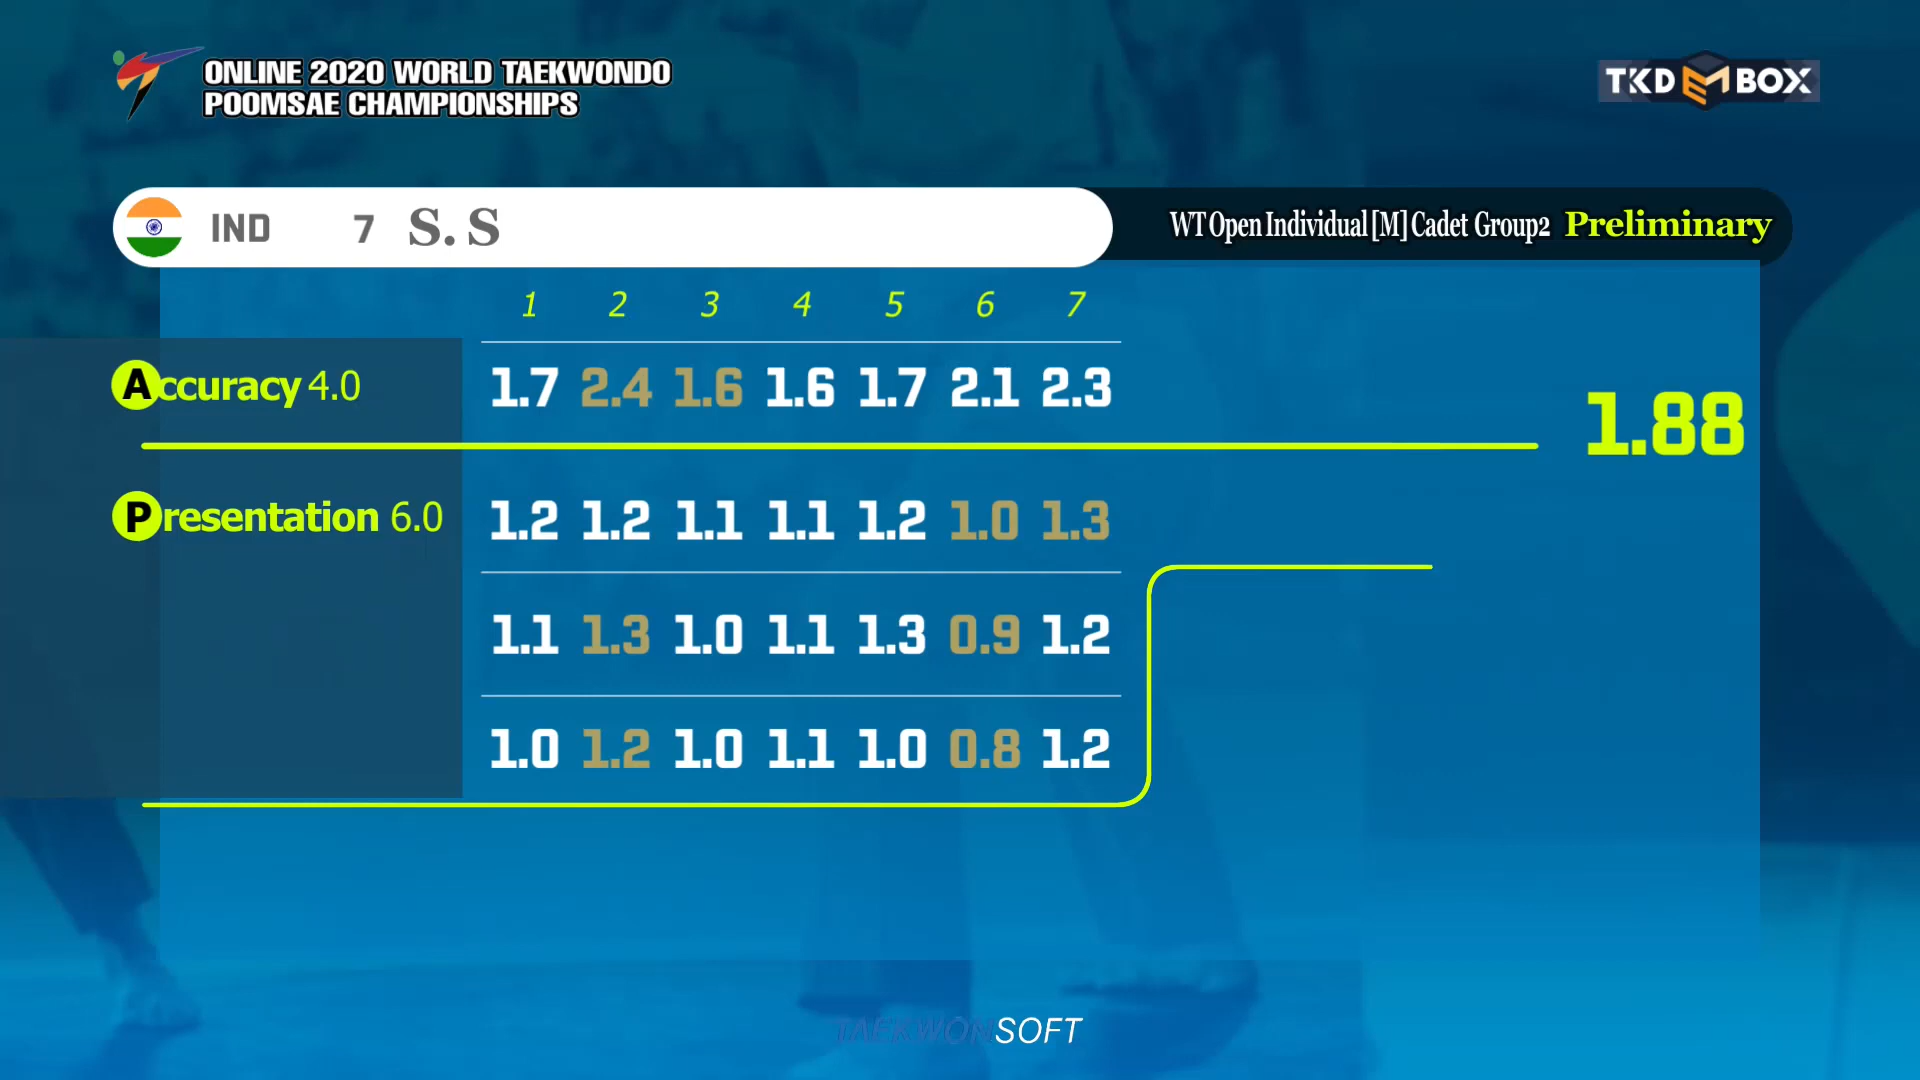 ONLINE 2020 WORLD TAEKWONDO
POOMSAE CHAMPIONSHIPS
TKD BOX
IND 7 S. S
WT Open Individual [M] Cadet Group2 Preliminary
1 2 3 4 5 6 7
Accuracy 4.0 1.7 2.4 1.6 1.6 1.7 2.1 2.3
1.88
Presentation 6.0 1.2 1.2 1.1 1.1 1.2 1.0 1.3
1.1 1.3 1.0 1.1 1.3 0.9 1.2
1.0 1.2 1.0 1.1 1.0 0.8 1.2
TAEKWONSOFT